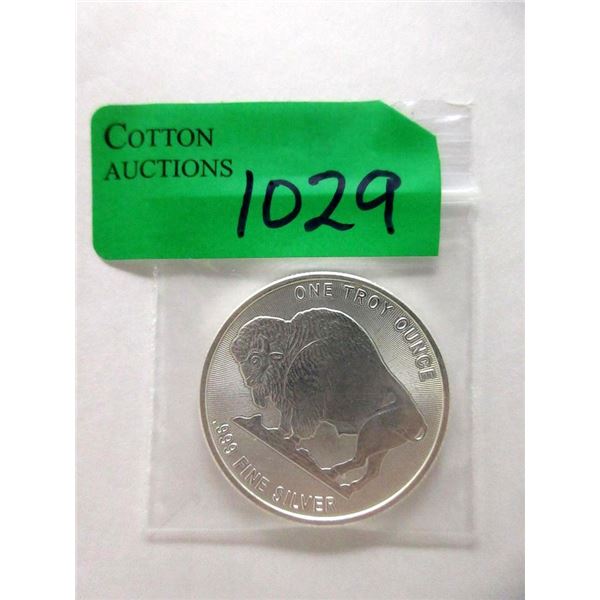 COTTON
AUCTIONS
1029
ONE TROY OUNCE
.999 FINE SILVER